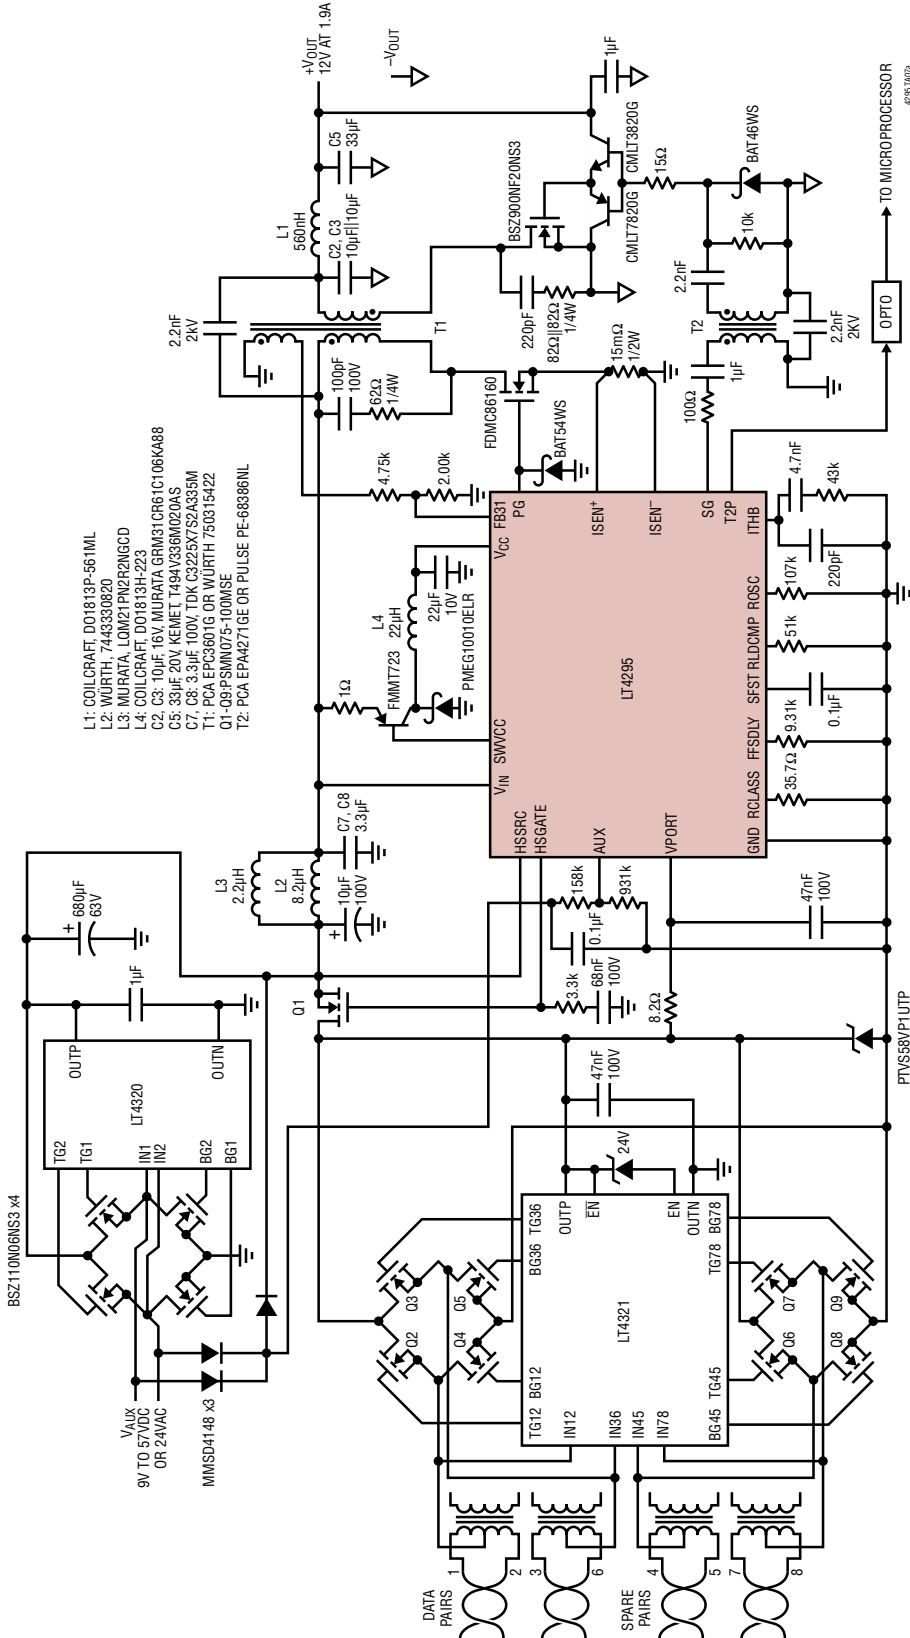 L1: COILCRAFT, DO1813P-561ML
L2: WÜRTH, 7443330820
L3: MURATA, LQM21PN2R2NGCD
L4: COILCRAFT, DO1813H-223
C2, C3: 10µF, 16V, MURATA GRM31CR61C106KA88
C5: 33µF, 20V, KEMET, T494V336M020AS
C7, C8: 3.3µF, 100V, TDK C3225X7S2A335M
T1: PCA EPC3601G OR WÜRTH 750315422
Q1-Q9:PSMN075-100MSE
T2: PCA EPA4271GE OR PULSE PE-68386NL
BSZ110N06NS3 x4
680µF
63V
+
1µF
TG2
TG1
IN1
IN2
BG2
BG1
OUTP
OUTN
LT4320
VAUX
9V TO 57VDC
OR 24VAC
MMSD4148 x3
Q1
L3
2.2µH
L2
8.2µH
+
10µF
100V
C7, C8
3.3µF
1Ω
FMMT723
L4
22µH
22µF
10V
PMEG10010ELR
4.75k
2.00k
2.2nF
2kV
100pF
100V
62Ω
1/4W
T1
L1
560nH
C2, C3
10µF||10µF
C5
33µF
+VOUT
12V AT 1.9A
–VOUT
BSZ900NF20NS3
220pF
82Ω||82Ω
1/4W
CMLT7820G
CMLT3820G
1µF
FDMC86160
BAT54WS
15mΩ
1/2W
15Ω
BAT46WS
10k
2.2nF
T2
2.2nF
2KV
1µF
100Ω
OPTO
TO MICROPROCESSOR
HSSRC
HSGATE
AUX
VPORT
VIN
SWVCC
VCC
FB31
PG
ISEN+
ISEN–
SG
T2P
LT4295
GND
RCLASS
FFSDLY
SFST
RLDCMP
ROSC
ITHB
35.7Ω
9.31k
0.1µF
51k
107k
220pF
4.7nF
43k
158k
931k
0.1µF
3.3k
68nF
100V
8.2Ω
47nF
100V
PTVS58VP1UTP
47nF
100V
24V
Q2
Q3
Q4
Q5
Q6
Q7
Q8
Q9
TG12
BG12
BG36
TG36
IN12
IN36
IN45
IN78
OUTP
EN
EN
OUTN
BG45
TG45
TG78
BG78
LT4321
DATA
PAIRS
1
2
3
6
SPARE
PAIRS
4
5
7
8
4295 TA07a